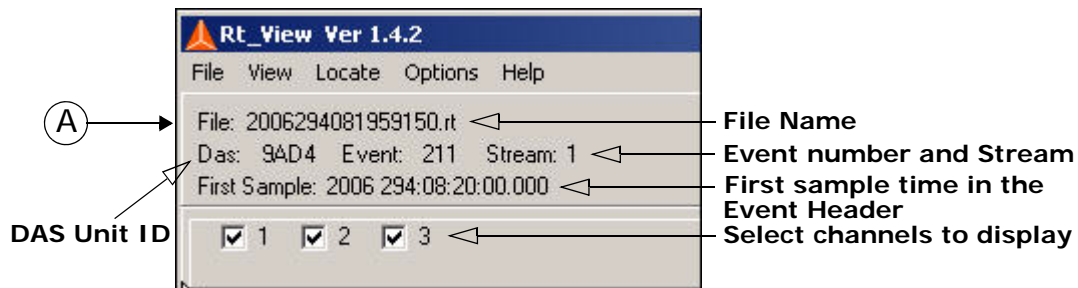 Rt_View Ver 1.4.2
File View Locate Options Help
A
File: 2006294081959150.rt
File Name
Das: 9AD4 Event: 211 Stream: 1
Event number and Stream
First Sample: 2006 294:08:20:00.000
First sample time in the
Event Header
DAS Unit ID
1 2 3
Select channels to display